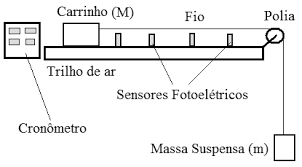 Carrinho (M)
Fio
Polia
Trilho de ar
Sensores Fotoelétricos
Cronômetro
Massa Suspensa (m)